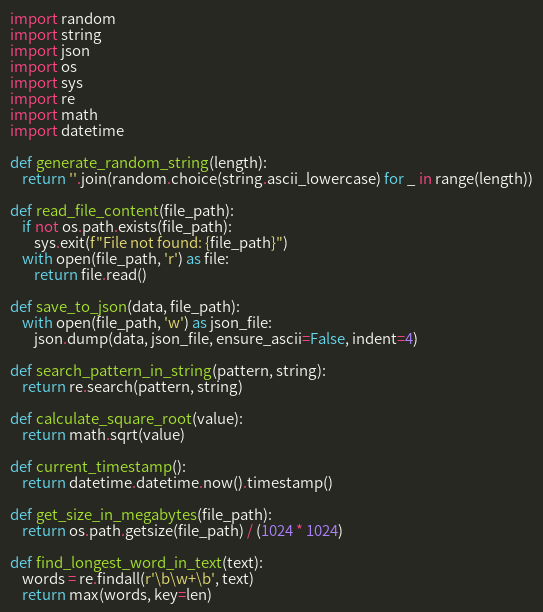 import random
import string
import json
import os
import sys
import re
import math
import datetime

def generate_random_string(length):
    return ''.join(random.choice(string.ascii_lowercase) for _ in range(length))

def read_file_content(file_path):
    if not os.path.exists(file_path):
        sys.exit(f"File not found: {file_path}")
    with open(file_path, 'r') as file:
        return file.read()

def save_to_json(data, file_path):
    with open(file_path, 'w') as json_file:
        json.dump(data, json_file, ensure_ascii=False, indent=4)

def search_pattern_in_string(pattern, string):
    return re.search(pattern, string)

def calculate_square_root(value):
    return math.sqrt(value)

def current_timestamp():
    return datetime.datetime.now().timestamp()

def get_size_in_megabytes(file_path):
    return os.path.getsize(file_path) / (1024 * 1024)

def find_longest_word_in_text(text):
    words = re.findall(r'\b\w+\b', text)
    return max(words, key=len)